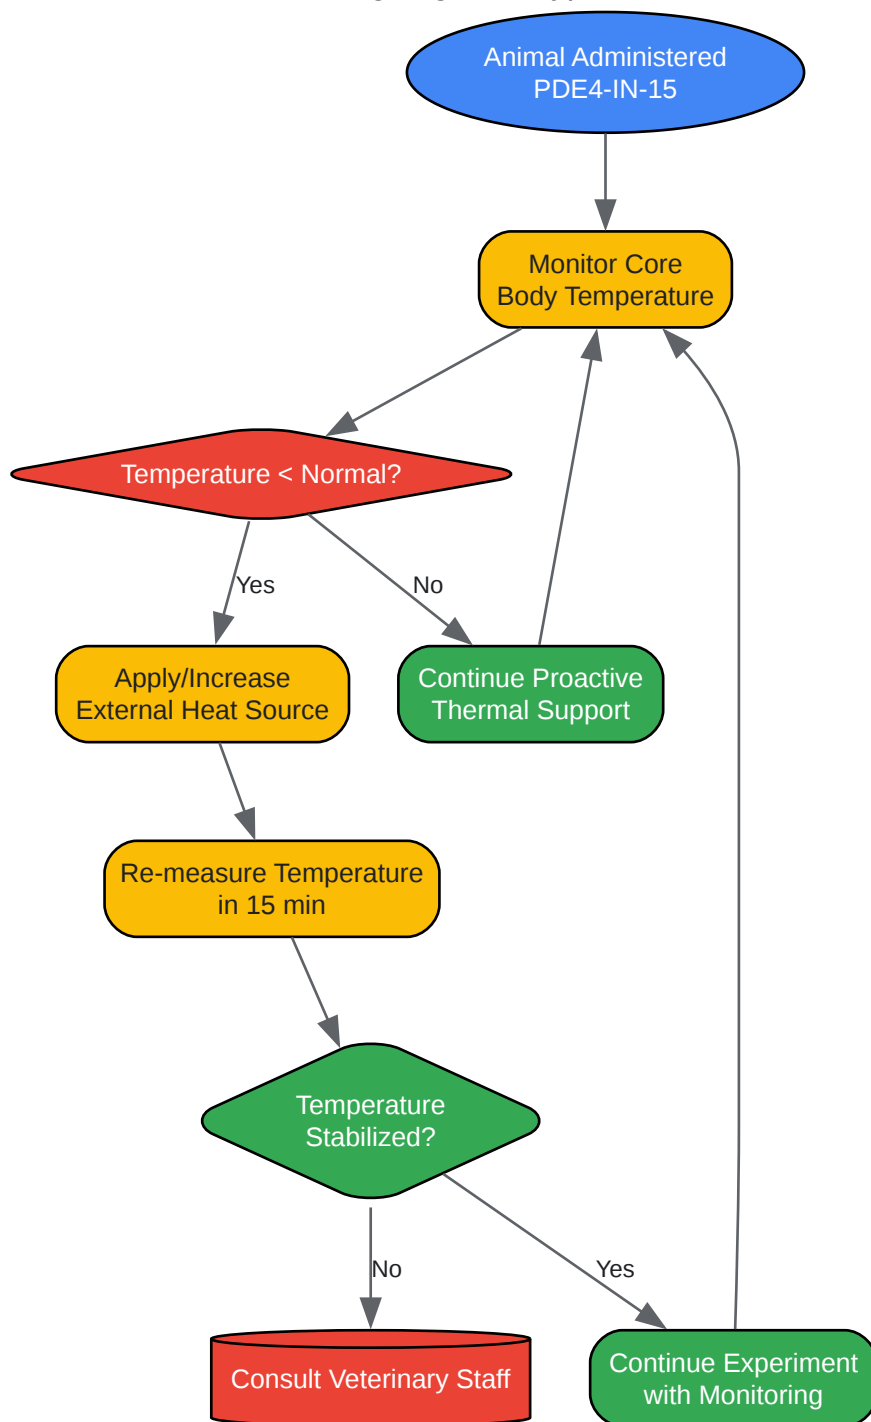 Animal Administered
PDE4-IN-15
Monitor Core
Body Temperature
Temperature < Normal?
Yes
No
Apply/Increase
External Heat Source
Continue Proactive
Thermal Support
Re-measure Temperature
in 15 min
Temperature
Stabilized?
No
Yes
Consult Veterinary Staff
Continue Experiment
with Monitoring